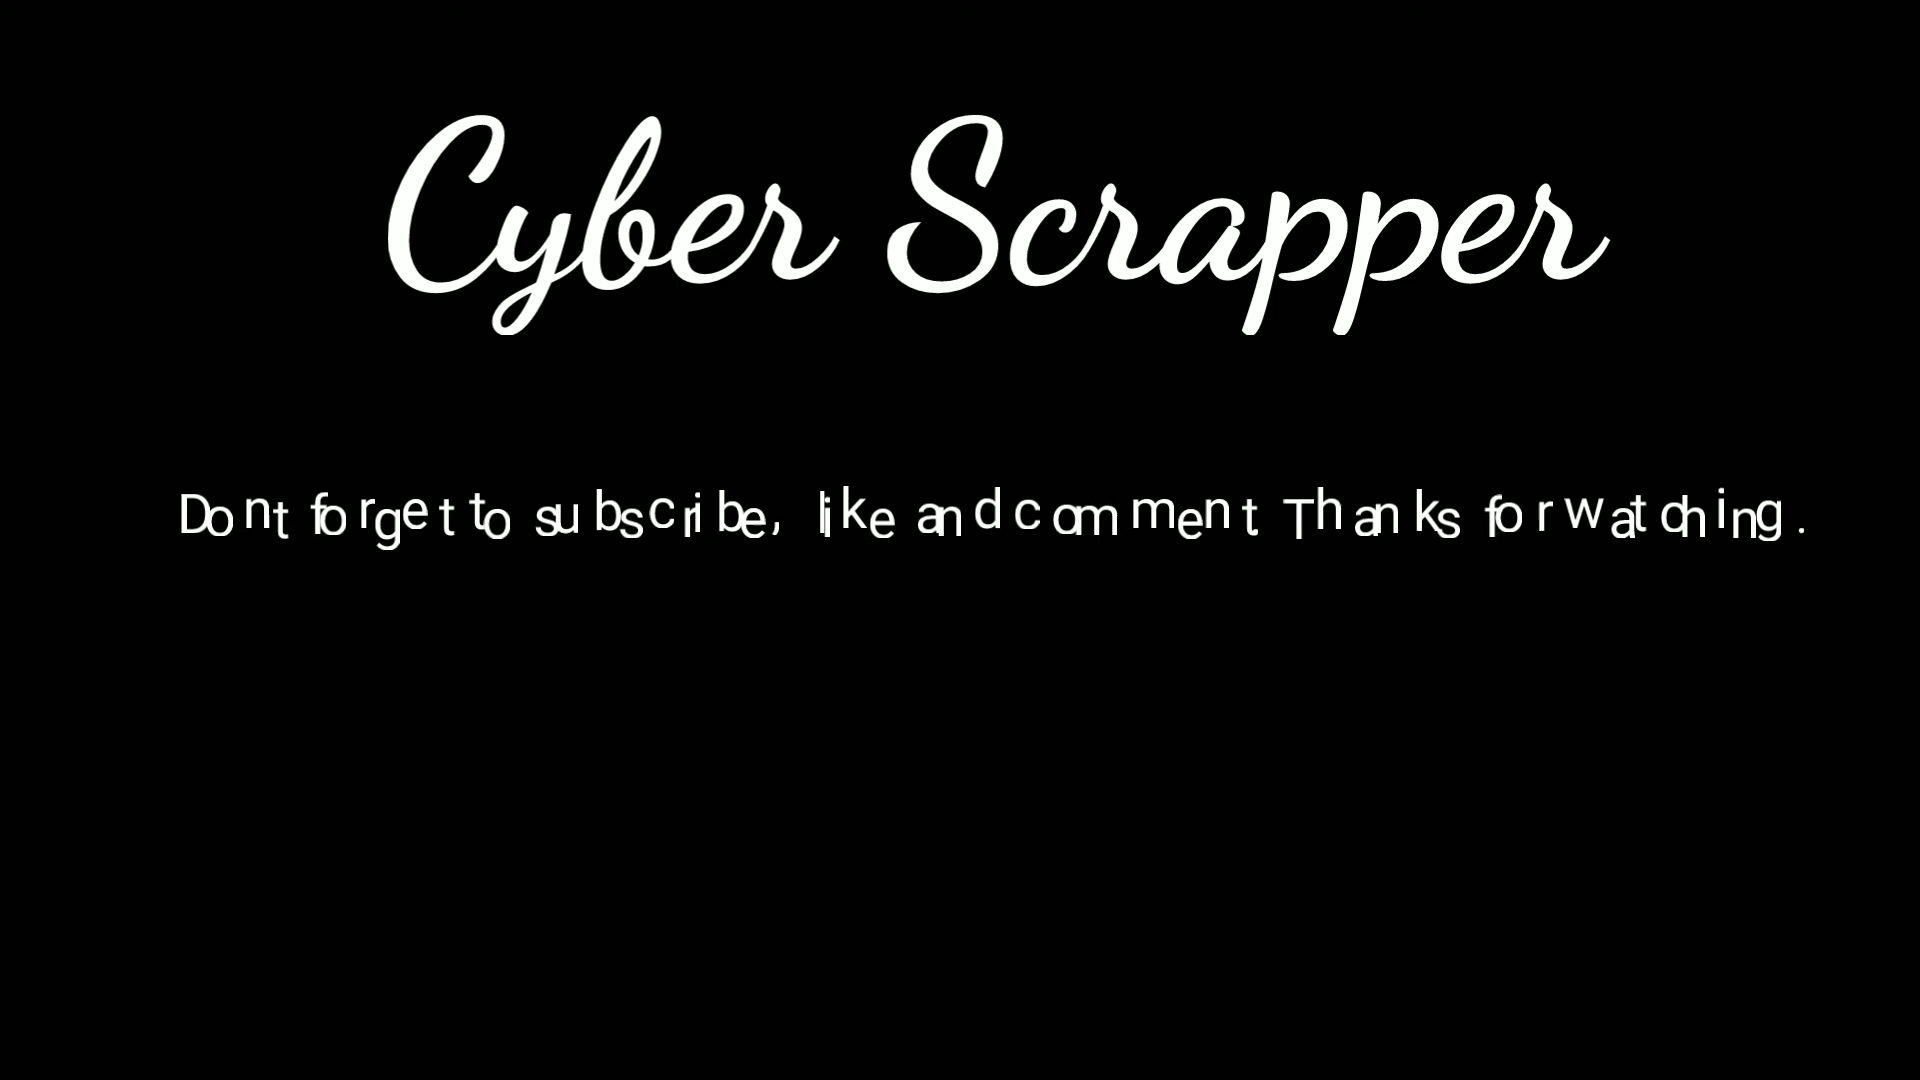 Cyber Scrapper
Dont forget to subscribe, like and comment Thanks for watching.